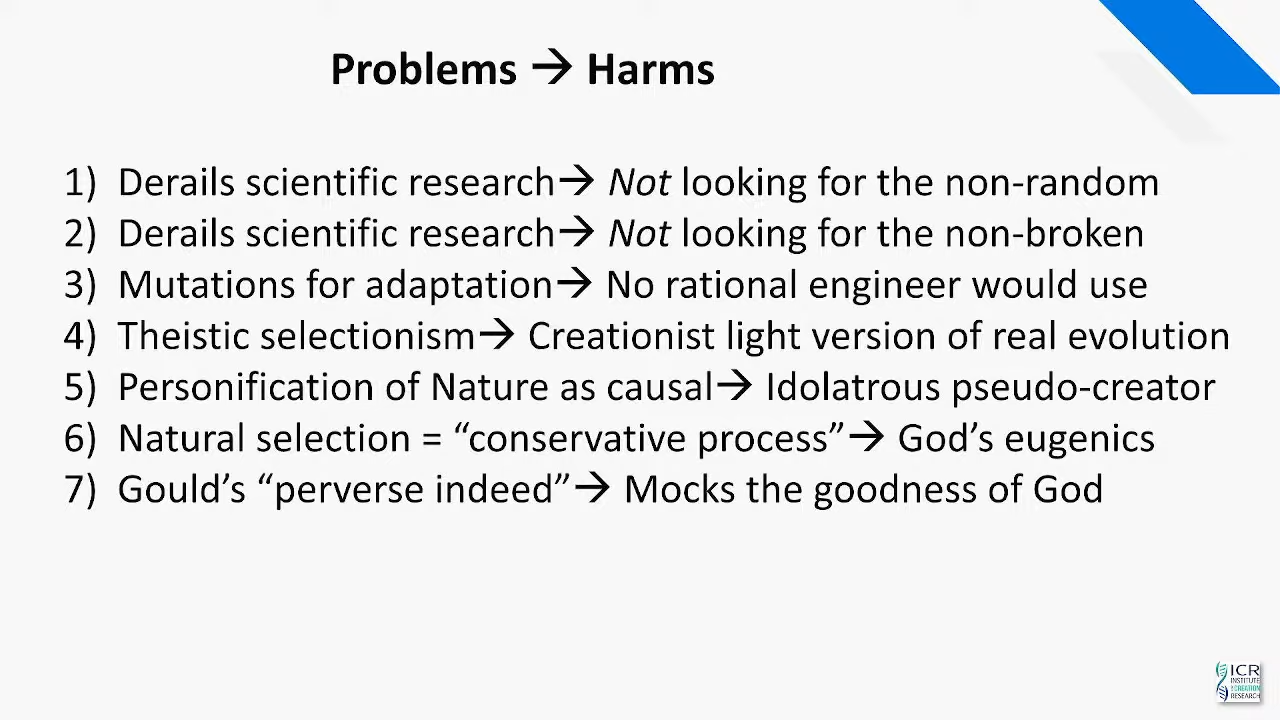 Problems → Harms
1) Derails scientific research→ Not looking for the non-random
2) Derails scientific research→ Not looking for the non-broken
3) Mutations for adaptation→ No rational engineer would use
4) Theistic selectionism→ Creationist light version of real evolution
5) Personification of Nature as causal→ Idolatrous pseudo-creator
6) Natural selection = “conservative process”→ God’s eugenics
7) Gould’s “perverse indeed”→ Mocks the goodness of God
ICR
INSTITUTE
for CREATION
RESEARCH